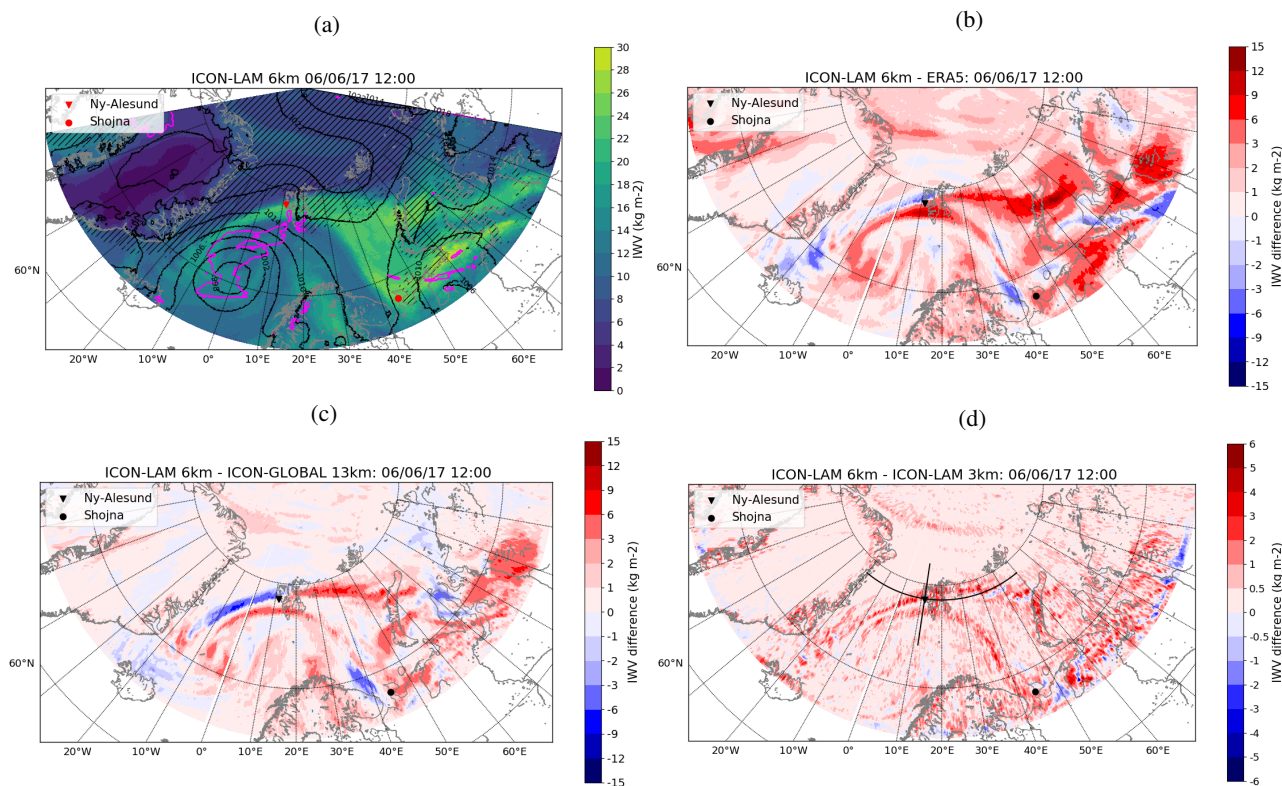 (a)
ICON-LAM 6km 06/06/17 12:00
Ny-Alesund
Shojna
60°N
20°W 10°W 0° 10°E 20°E 30°E 40°E 50°E 60°E
30
28
26
24
22
20
18
16
14
12
10
8
6
4
2
0
IWV (kg m-2)
1006
1016
(b)
ICON-LAM 6km - ERA5: 06/06/17 12:00
Ny-Alesund
Shojna
60°N
20°W 10°W 0° 10°E 20°E 30°E 40°E 50°E 60°E
15
12
9
6
3
2
1
0
-1
-2
-3
-6
-9
-12
-15
IWV difference (kg m-2)
(c)
ICON-LAM 6km - ICON-GLOBAL 13km: 06/06/17 12:00
Ny-Alesund
Shojna
60°N
20°W 10°W 0° 10°E 20°E 30°E 40°E 50°E 60°E
15
12
9
6
3
2
1
0
-1
-2
-3
-6
-9
-12
-15
IWV difference (kg m-2)
(d)
ICON-LAM 6km - ICON-LAM 3km: 06/06/17 12:00
Ny-Alesund
Shojna
60°N
20°W 10°W 0° 10°E 20°E 30°E 40°E 50°E 60°E
6
5
4
3
2
1
0.5
0
-0.5
-1
-2
-3
-4
-5
-6
IWV difference (kg m-2)